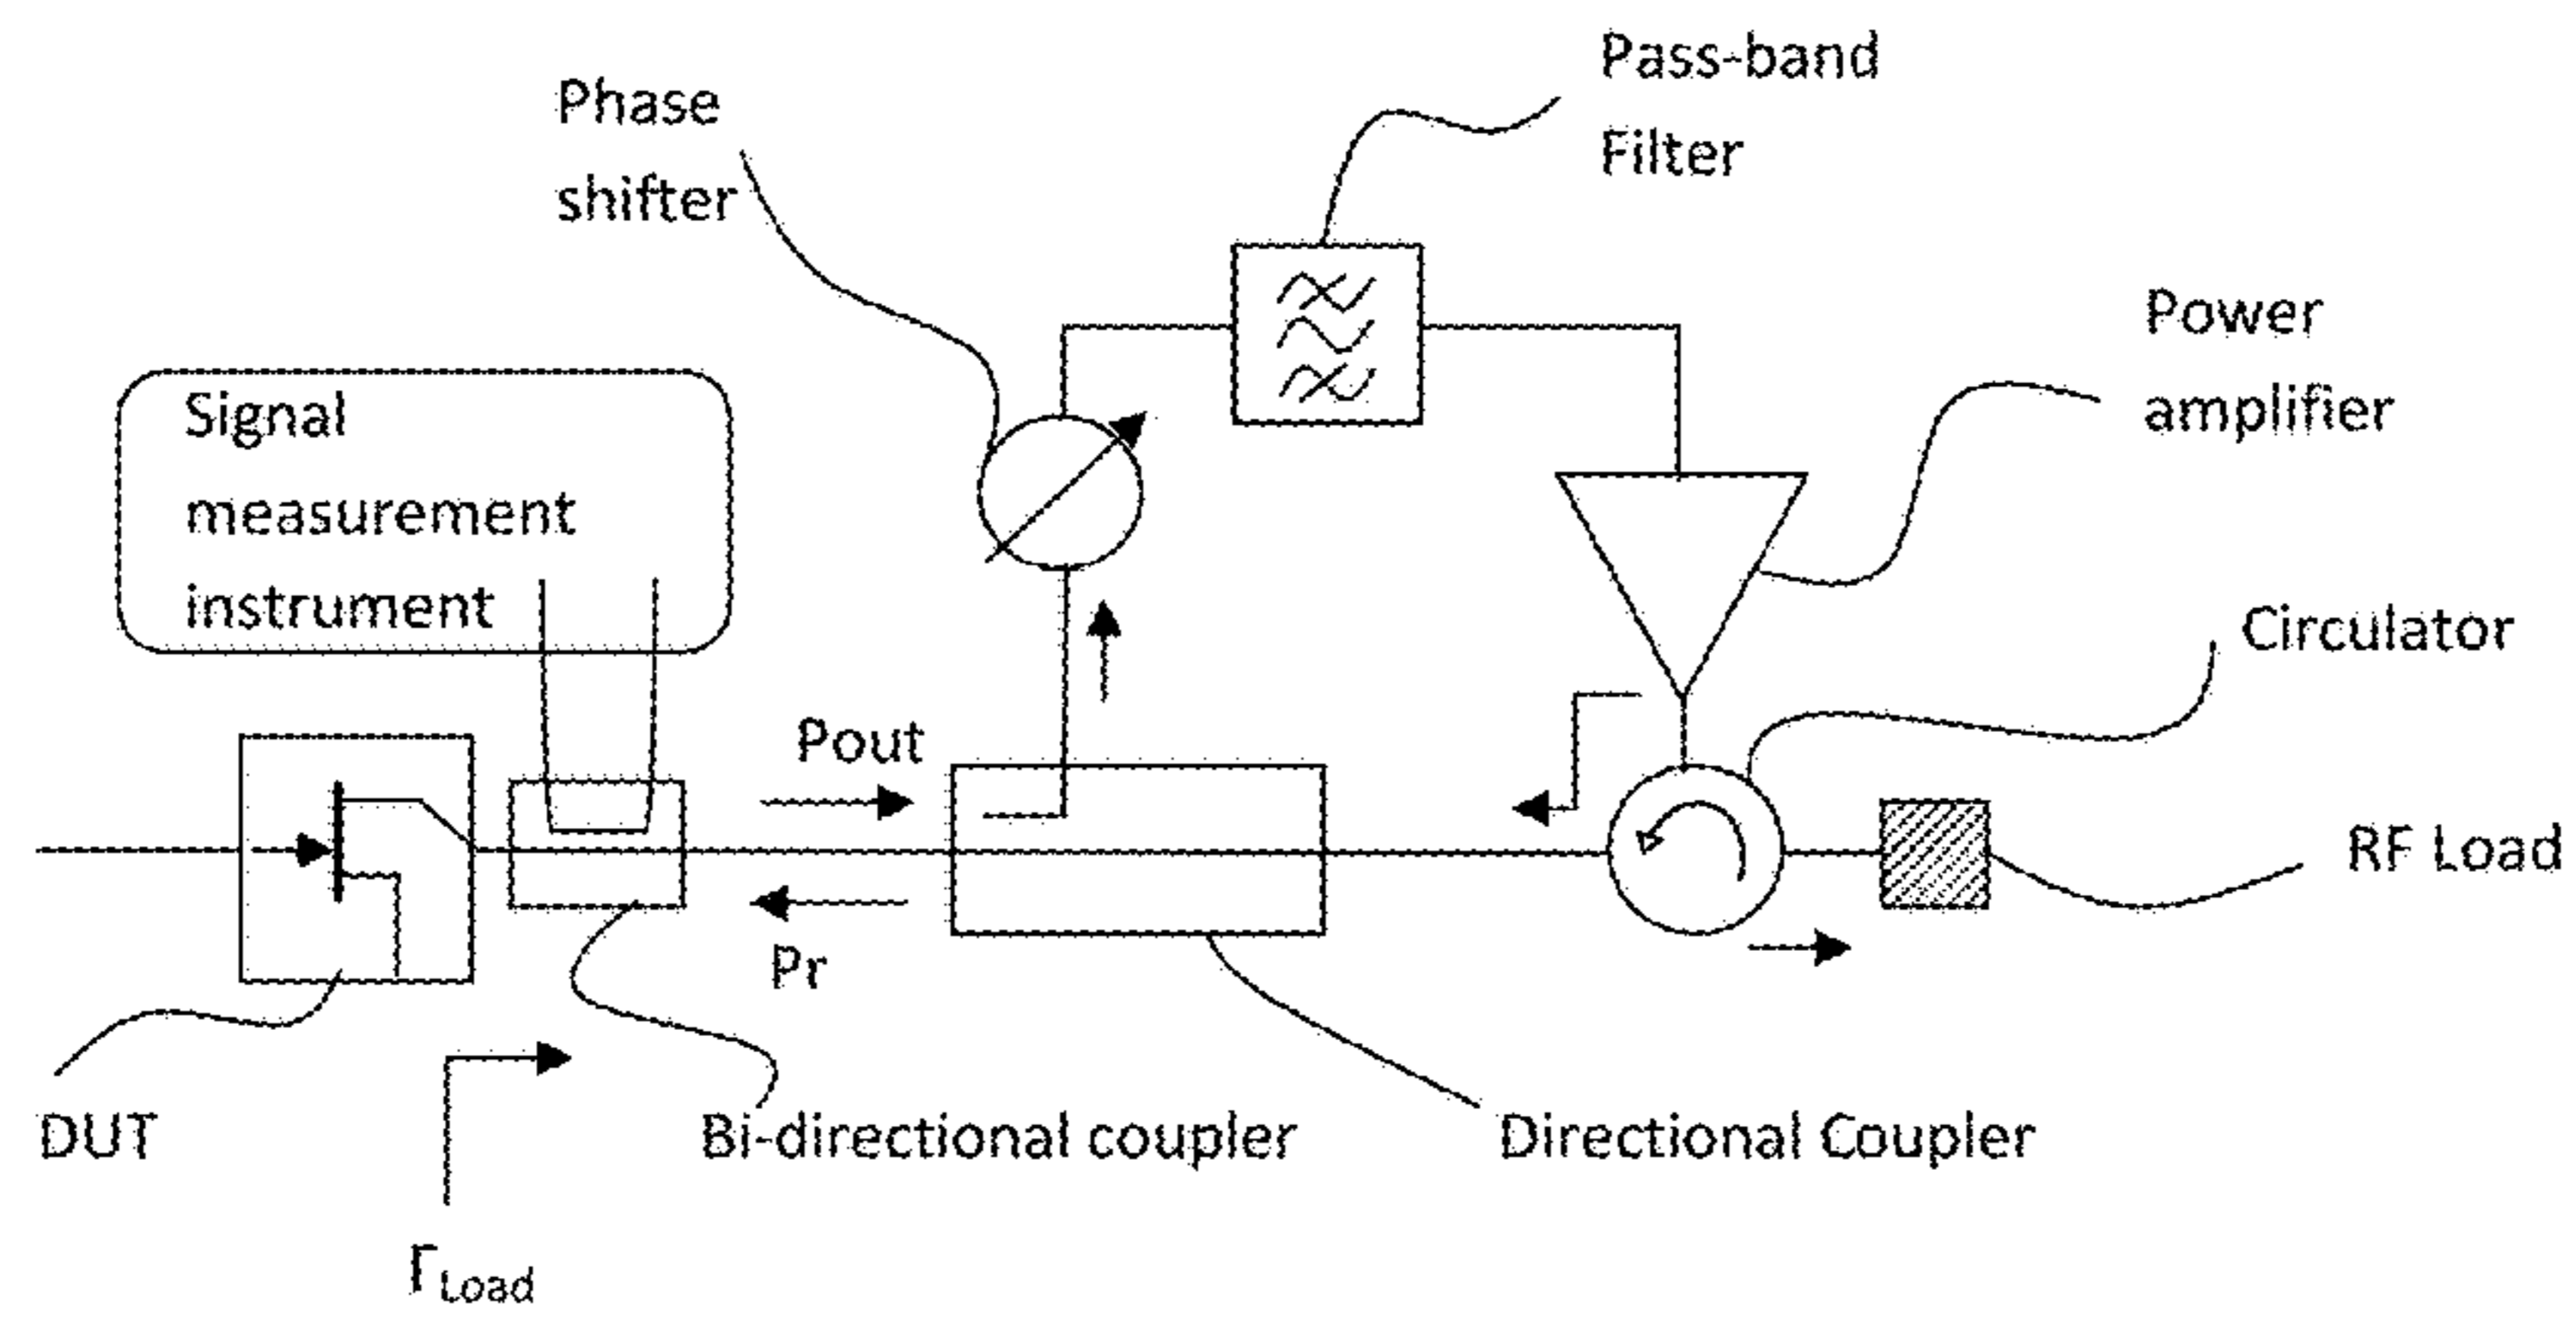 Pass-band
Filter
Phase
shifter
Power
amplifier
Signal
measurement
instrument
Circulator
Pout
RF Load
Pr
DUT
Bi-directional coupler
Directional Coupler
ΓLoad